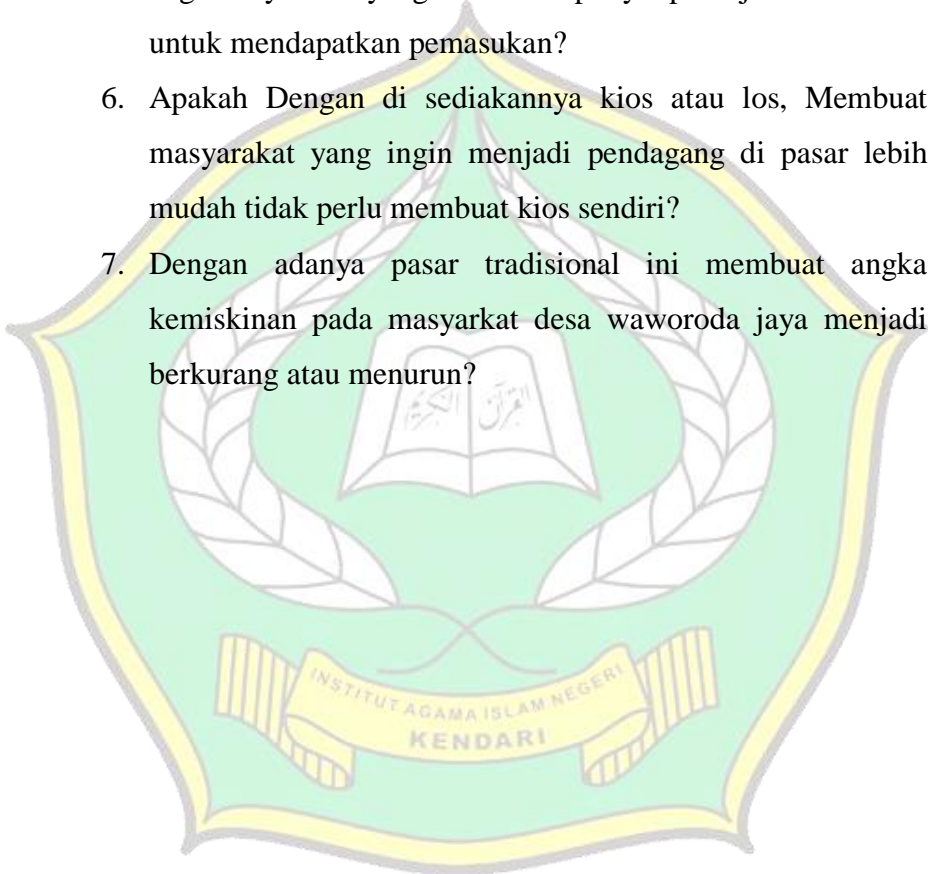 untuk mendapatkan pemasukan?
6. Apakah Dengan di sediakannya kios atau los, Membuat
masyarakat yang ingin menjadi pendagang di pasar lebih
mudah tidak perlu membuat kios sendiri?
7. Dengan adanya pasar tradisional ini membuat angka
kemiskinan pada masyarkat desa waworoda jaya menjadi
berkurang atau menurun?
القرآن الكريم
INSTITUT AGAMA ISLAM NEGERI
KENDARI